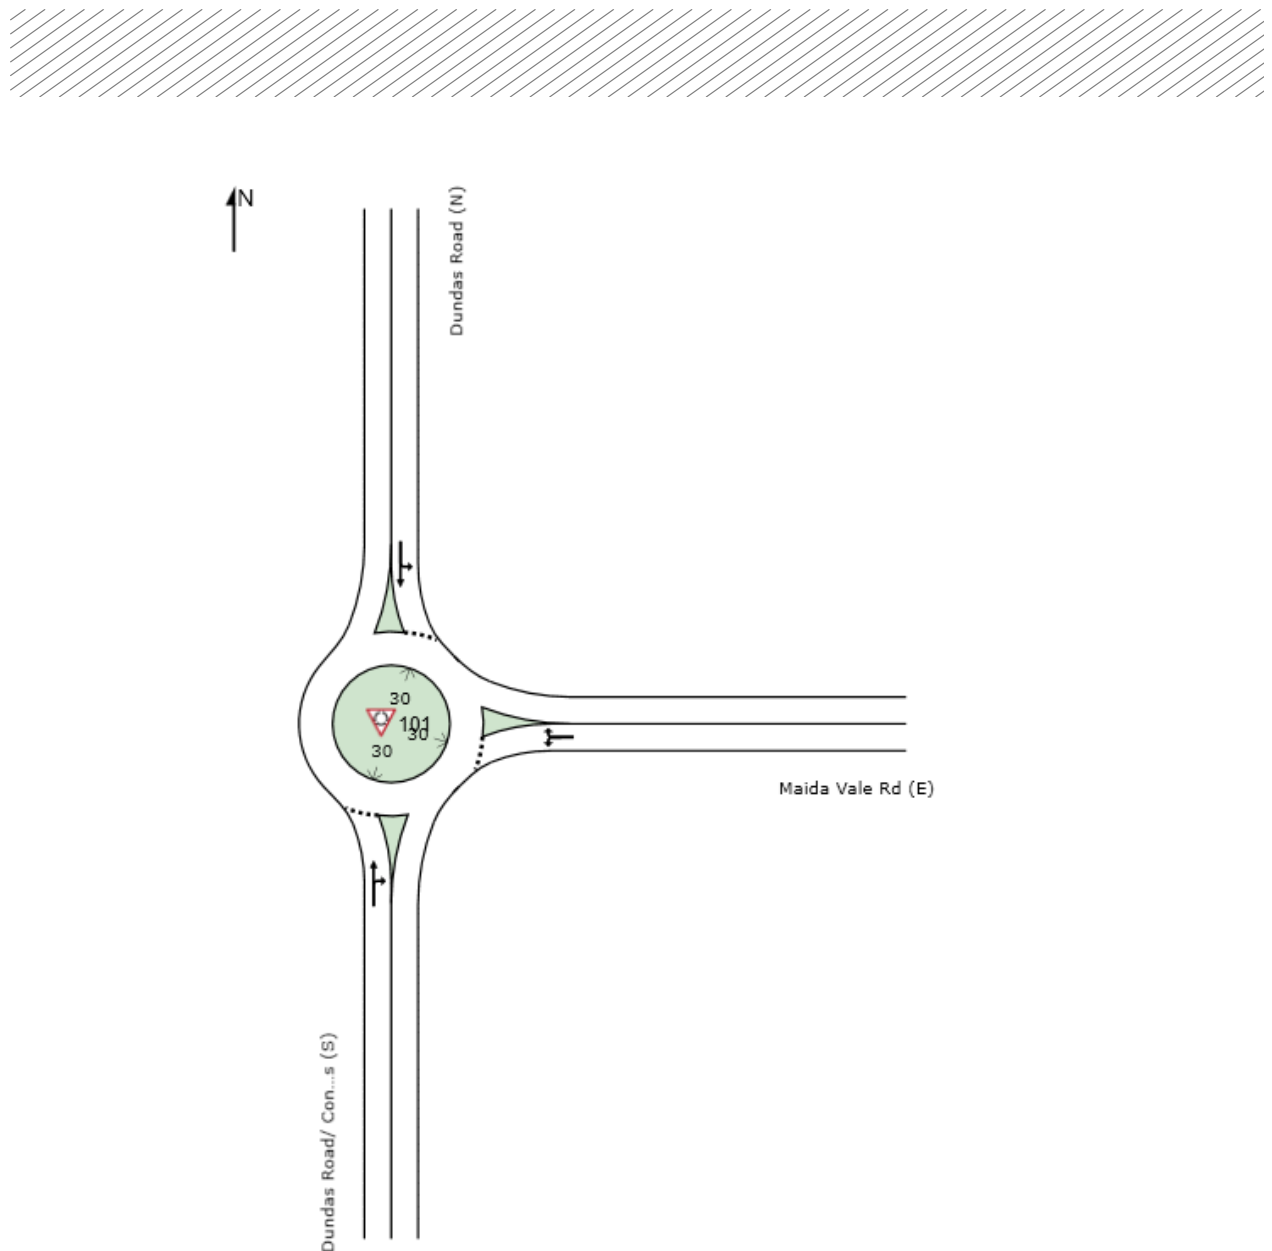 N
Dundas Road (N)
30
101
30
30
Maida Vale Rd (E)
Dundas Road/ Con...s (S)